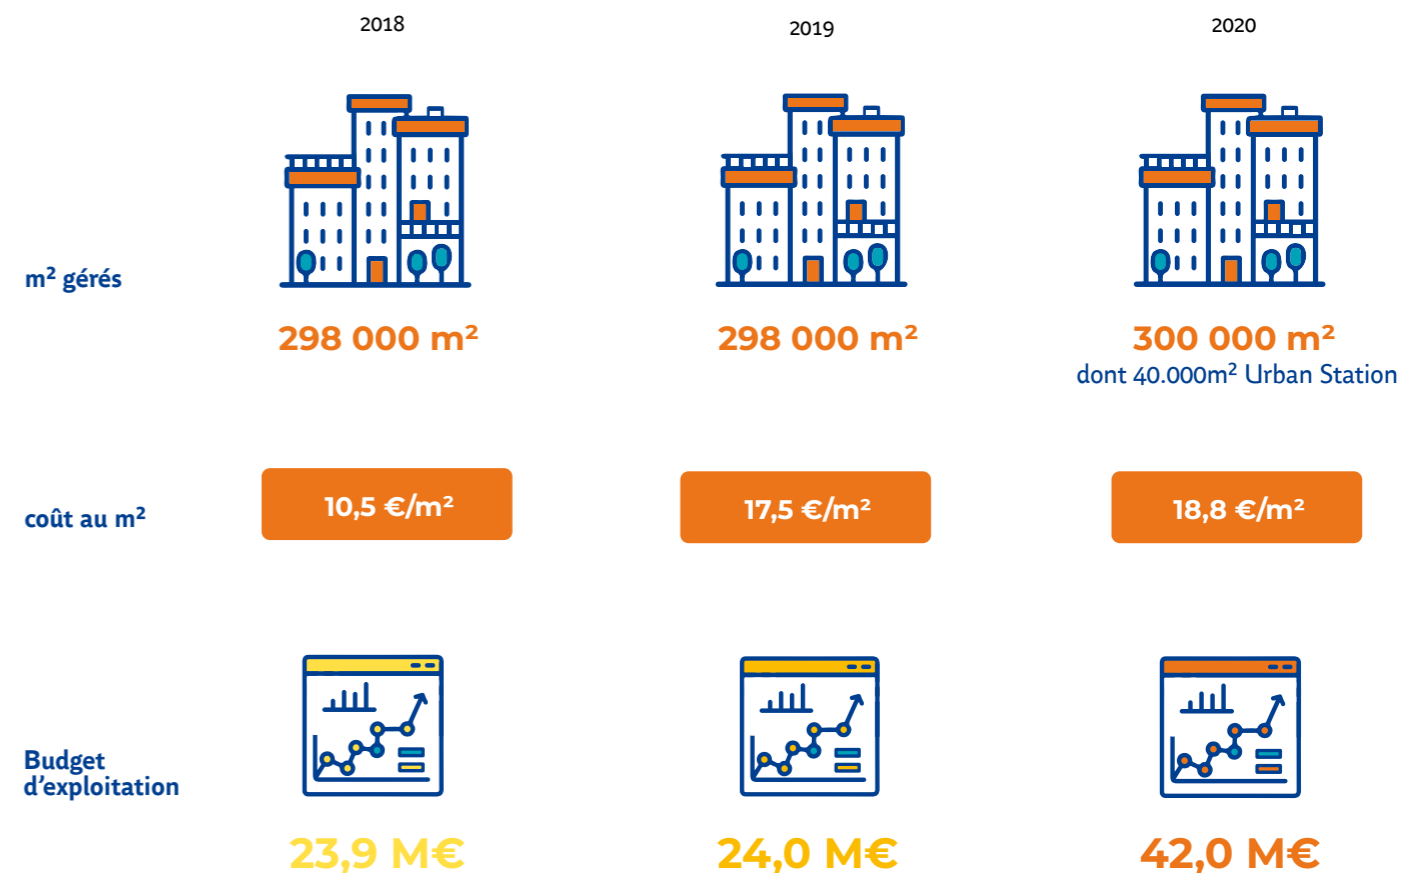 2018
2019
2020
m² gérés
298 000 m²
298 000 m²
300 000 m²
dont 40.000m² Urban Station
coût au m²
10,5 €/m²
17,5 €/m²
18,8 €/m²
Budget
d’exploitation
23,9 M€
24,0 M€
42,0 M€